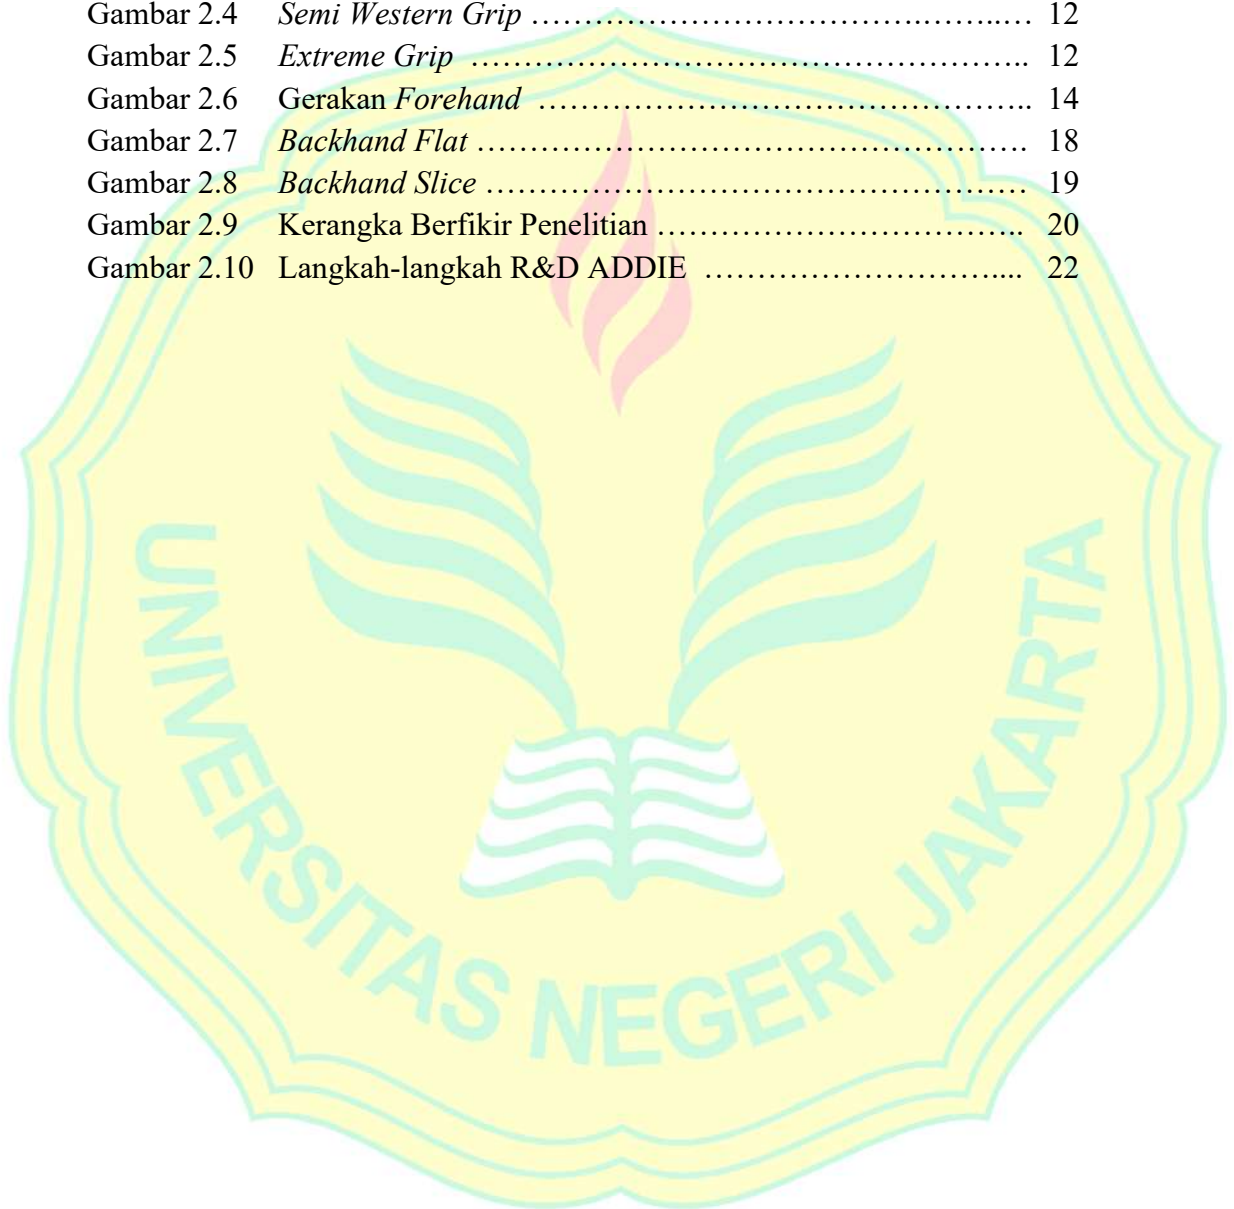 Gambar 2.4 Semi Western Grip ……………………………….……..… 12
Gambar 2.5 Extreme Grip …………………………………………….. 12
Gambar 2.6 Gerakan Forehand ……………………………………….. 14
Gambar 2.7 Backhand Flat ……………………………………………. 18
Gambar 2.8 Backhand Slice ……………………………………………. 19
Gambar 2.9 Kerangka Berfikir Penelitian …………………………….. 20
Gambar 2.10 Langkah-langkah R&D ADDIE ………………………….... 22
UNIVERSITAS NEGERI JAKARTA